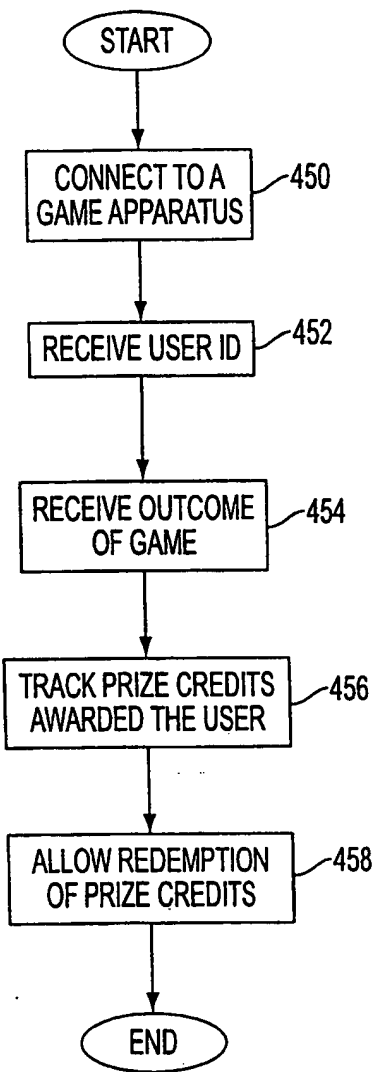 START
CONNECT TO A
GAME APPARATUS
450
RECEIVE USER ID
452
RECEIVE OUTCOME
OF GAME
454
TRACK PRIZE CREDITS
AWARDED THE USER
456
ALLOW REDEMPTION
OF PRIZE CREDITS
458
END